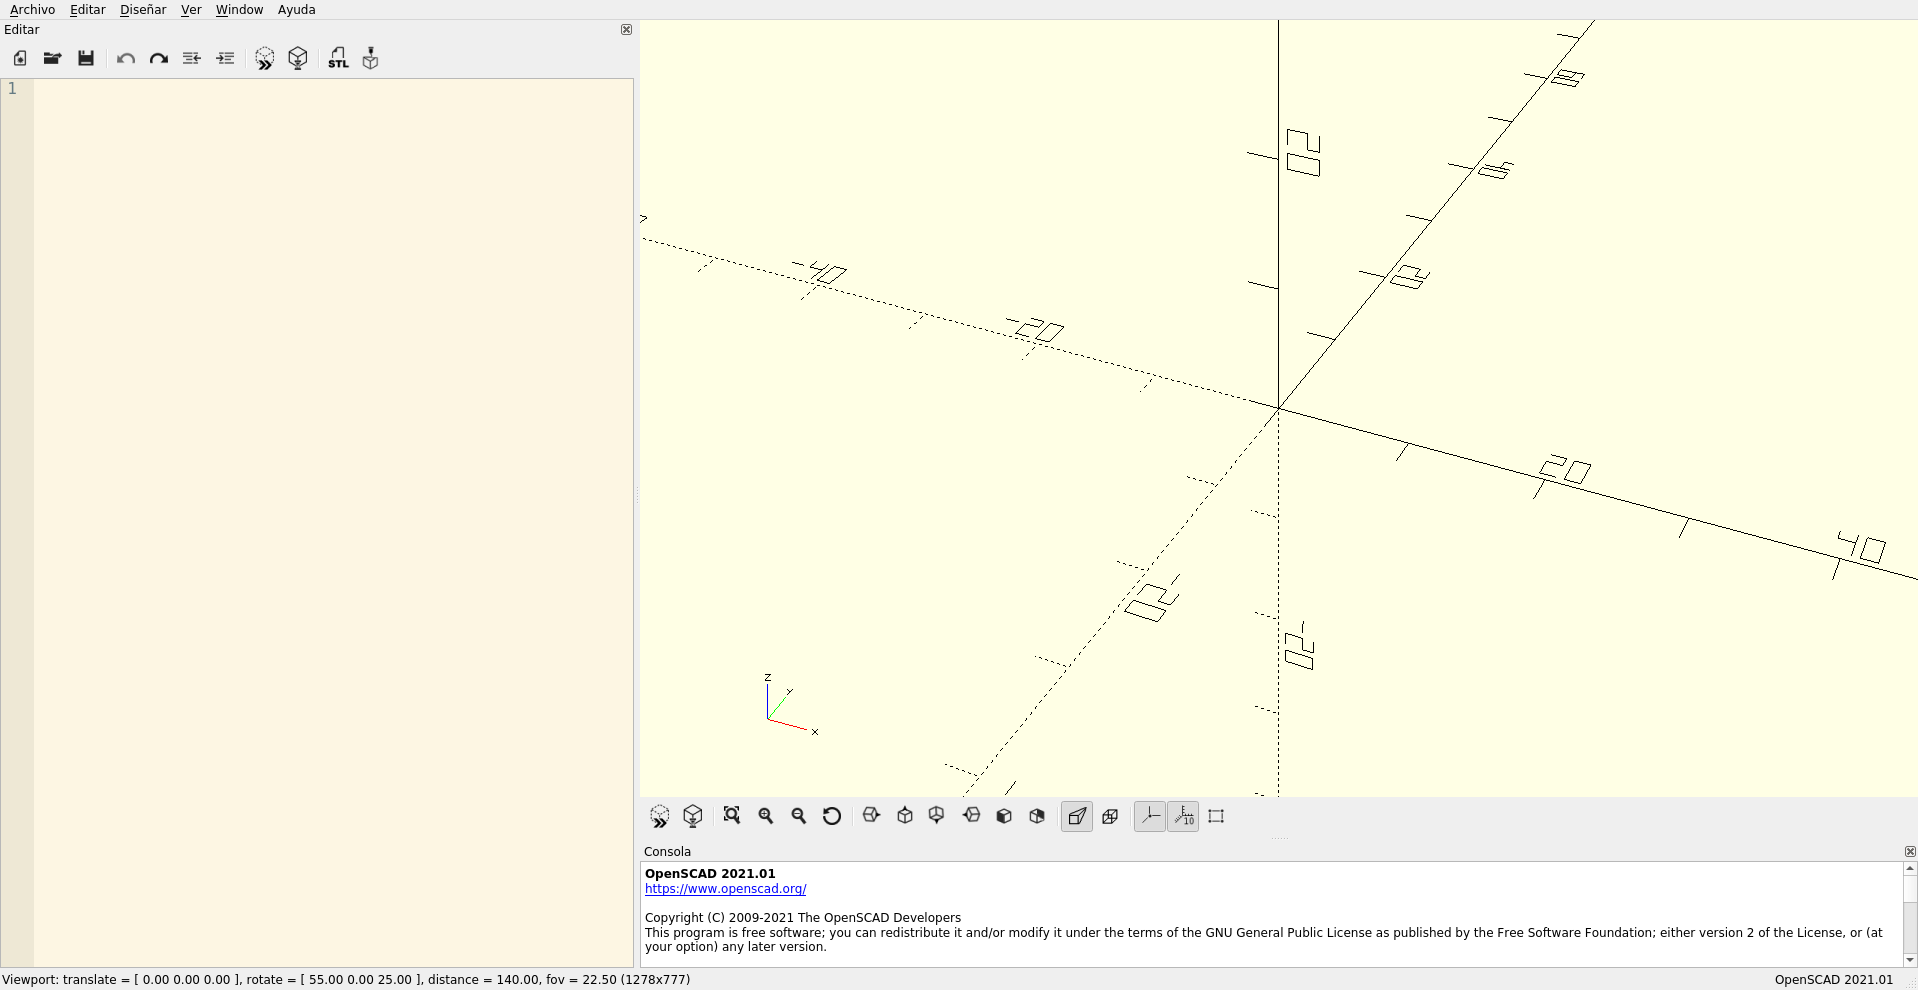 Archivo Editar Diseñar Ver Window Ayuda
Editar
STL
1
20
10
20
40
-40
-20
20
40
-20
-20
Z
Y
X
10
Consola
OpenSCAD 2021.01
https://www.openscad.org/
Copyright (C) 2009-2021 The OpenSCAD Developers
This program is free software; you can redistribute it and/or modify it under the terms of the GNU General Public License as published by the Free Software Foundation; either version 2 of the License, or (at
your option) any later version.
Viewport: translate = [ 0.00 0.00 0.00 ], rotate = [ 55.00 0.00 25.00 ], distance = 140.00, fov = 22.50 (1278x777)
OpenSCAD 2021.01